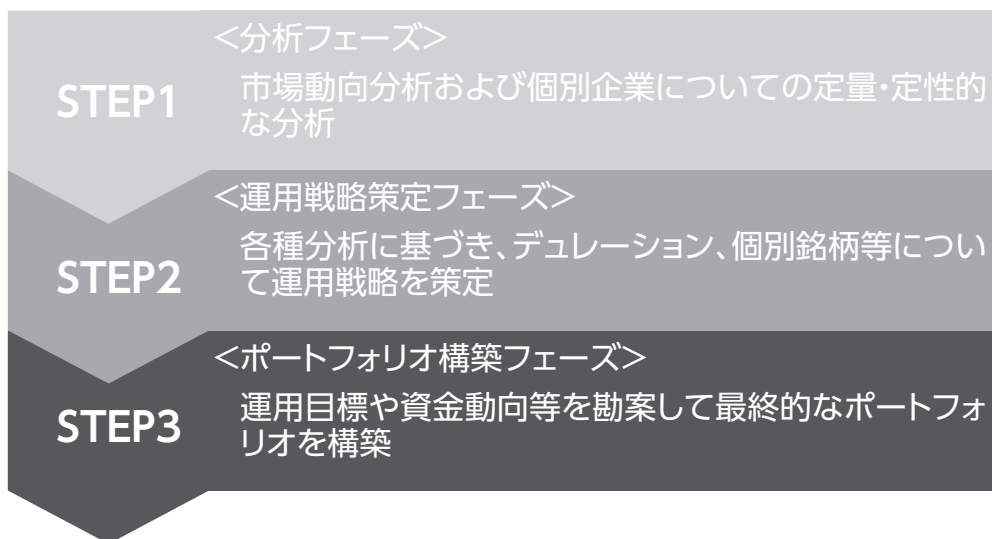 STEP1
<分析フェーズ>
市場動向分析および個別企業についての定量・定性的
な分析
STEP2
<運用戦略策定フェーズ>
各種分析に基づき、デュレーション、個別銘柄等につい
て運用戦略を策定
STEP3
<ポートフォリオ構築フェーズ>
運用目標や資金動向等を勘案して最終的なポートフォ
リオを構築